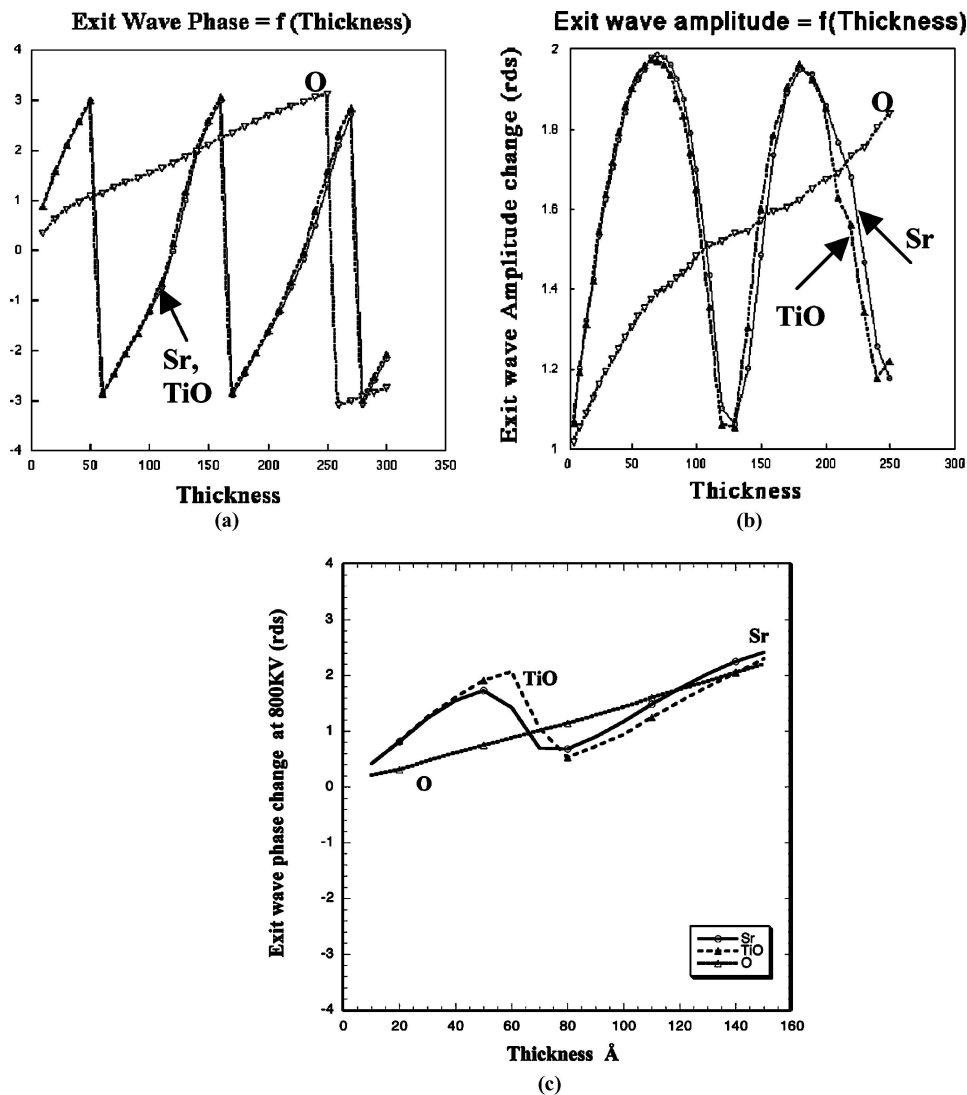 Exit Wave Phase = f (Thickness)
4
3
2
1
0
-1
-2
-3
-4
O
Sr,
TiO
0 50 100 150 200 250 300 350
Thickness
(a)
Exit wave amplitude = f(Thickness)
Exit wave Amplitude change (rds)
2
1.8
1.6
1.4
1.2
1
O
Sr
TiO
0 50 100 150 200 250 300
Thickness
(b)
Exit wave phase change at 800KV (rds)
4
3
2
1
0
-1
-2
-3
-4
Sr
TiO
O
Sr
TiO
O
0 20 40 60 80 100 120 140 160
Thickness Å
(c)